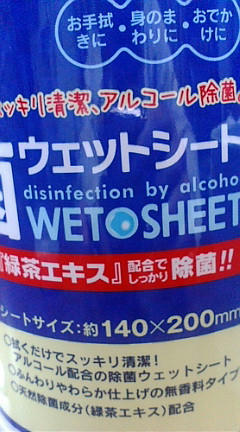 お手拭きに
身のまわりに
おでかけに
スッキリ清潔、アルコール除菌
菌ウェットシート
disinfection by alcohol
WETOSHEET
『緑茶エキス』配合でしっかり除菌!!
シートサイズ:約140×200mm
○拭くだけでスッキリ清潔!
アルコール配合の除菌ウェットシート
○ふんわりやわらか仕上げの無香料タイプ
○天然除菌成分(緑茶エキス)配合